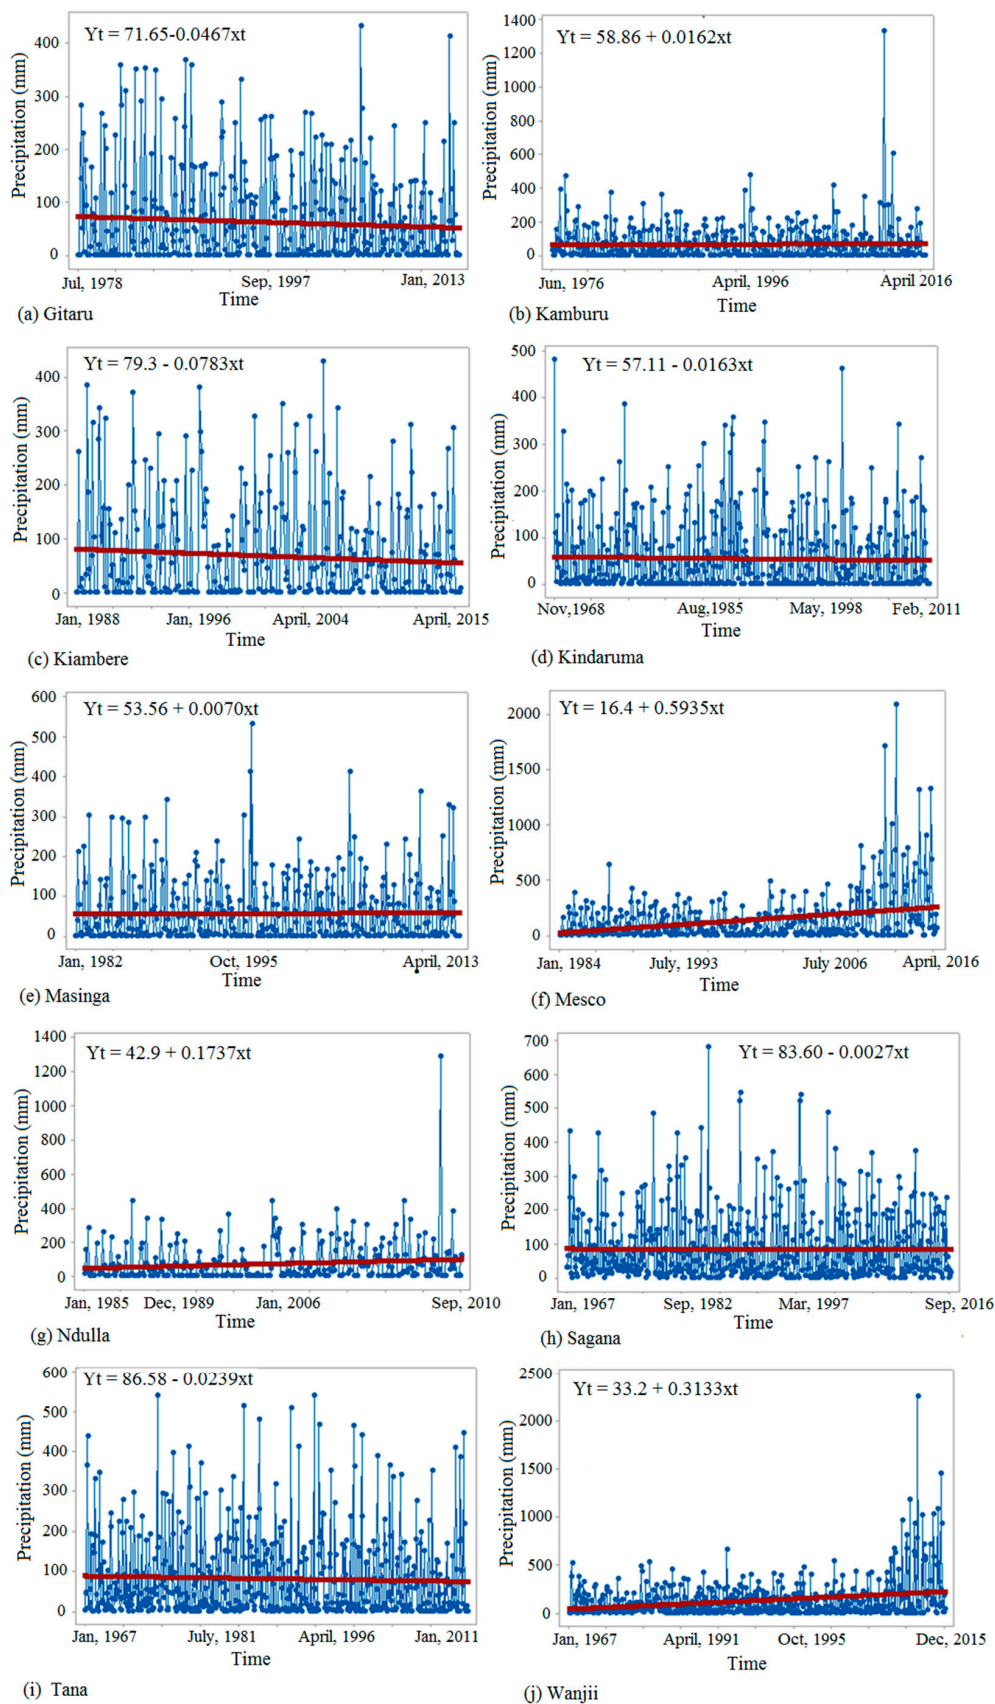 Yt = 71.65-0.0467xt
Precipitation (mm)
400
300
200
100
0
Jul, 1978
Sep, 1997
Jan, 2013
Time
(a) Gitaru
Yt = 58.86 + 0.0162xt
Precipitation (mm)
1400
1200
1000
800
600
400
200
0
Jun, 1976
April, 1996
April 2016
Time
(b) Kamburu
Yt = 79.3 - 0.0783xt
Precipitation (mm)
400
300
200
100
0
Jan, 1988
Jan, 1996
April, 2004
April, 2015
Time
(c) Kiambere
Yt = 57.11 - 0.0163xt
Precipitation (mm)
500
400
300
200
100
0
Nov,1968
Aug,1985
May, 1998
Feb, 2011
Time
(d) Kindaruma
Yt = 53.56 + 0.0070xt
Precipitation (mm)
600
500
400
300
200
100
0
Jan, 1982
Oct, 1995
April, 2013
Time
(e) Masinga
Yt = 16.4 + 0.5935xt
Precipitation (mm)
2000
1500
1000
500
0
Jan, 1984
July, 1993
July 2006
April, 2016
Time
(f) Mesco
Yt = 42.9 + 0.1737xt
Precipitation (mm)
1400
1200
1000
800
600
400
200
0
Jan, 1985
Dec, 1989
Jan, 2006
Sep, 2010
Time
(g) Ndulla
Yt = 83.60 - 0.0027xt
Precipitation (mm)
700
600
500
400
300
200
100
0
Jan, 1967
Sep, 1982
Mar, 1997
Sep, 2016
Time
(h) Sagana
Yt = 86.58 - 0.0239xt
Precipitation (mm)
600
500
400
300
200
100
0
Jan, 1967
July, 1981
April, 1996
Jan, 2011
Time
(i) Tana
Yt = 33.2 + 0.3133xt
Precipitation (mm)
2500
2000
1500
1000
500
0
Jan, 1967
April, 1991
Oct, 1995
Dec, 2015
Time
(j) Wanjii